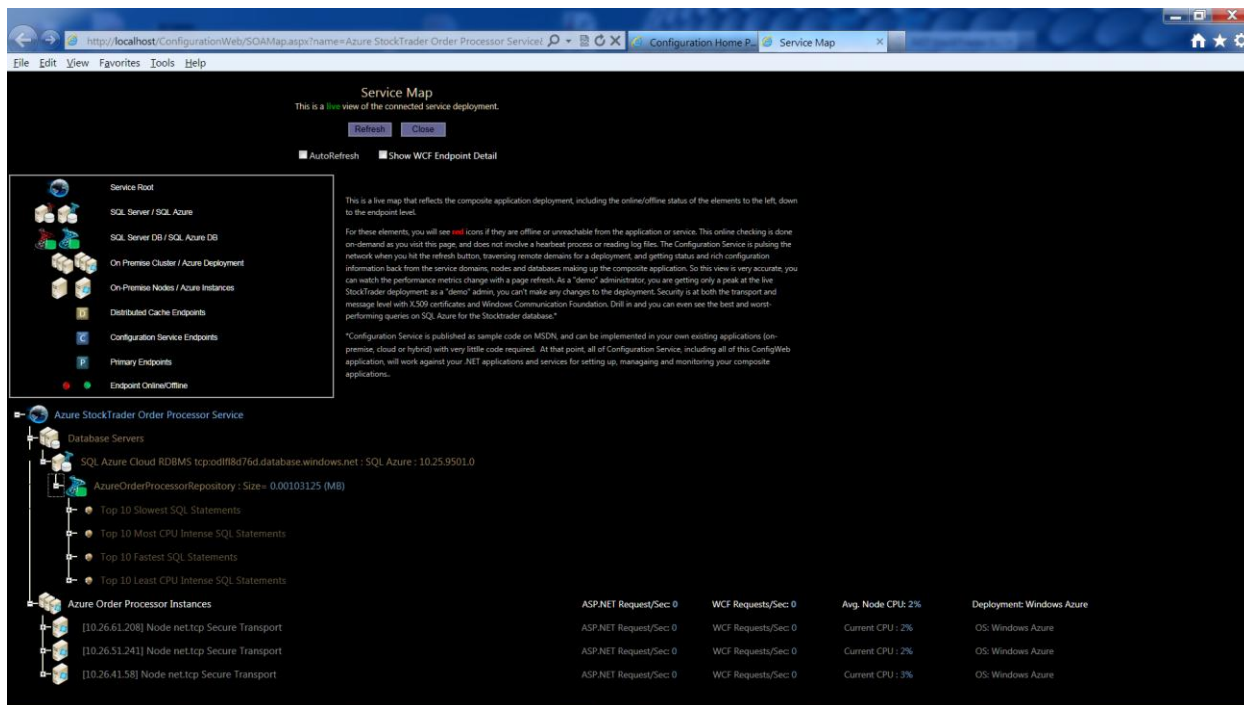 http://localhost/ConfigurationWeb/SOAMap.aspx?name=Azure StockTrader Order Processor Service
Configuration Home P...
Service Map
File Edit View Favorites Tools Help
Service Map
This is a live view of the connected service deployment.
Refresh Close
AutoRefresh Show WCF Endpoint Detail
Service Root
SQL Server / SQL Azure
SQL Server DB / SQL Azure DB
On Premise Cluster / Azure Deployment
On-Premise Nodes / Azure Instances
D Distributed Cache Endpoints
C Configuration Service Endpoints
P Primary Endpoints
Endpoint Online/Offline
This is a live map that reflects the composite application deployment, including the online/offline status of the elements to the left, down
to the endpoint level.
For these elements, you will see red icons if they are offline or unreachable from the application or service. This online checking is done
on-demand as you visit this page, and does not involve a hearbeat process or reading log files. The Configuration Service is pulsing the
network when you hit the refresh button, traversing remote demains for a deployment, and getting status and rich configuration
information back from the service domains, nodes and databases making up the composite application. So this view is very accurate, you
can watch the performance metrics change with a page refresh. As a "demo" administrator, you are getting only a peak at the live
StockTrader deployment: as a "demo" admin, you can't make any changes to the deployment. Security is at both the transport and
message level with X.509 certificates and Windows Communication Foundation. Drill in and you can even see the best and worst-
performing queries on SQL Azure for the Stocktrader database.*
*Configuration Service is published as sample code on MSDN, and can be implemented in your own existing applications (on-
premise, cloud or hybrid) with very little code required. At that point, all of Configuration Service, including all of this ConfigWeb
application, will work against your .NET applications and services for setting up, managaing and monitoring your composite
applications..
Azure StockTrader Order Processor Service
Database Servers
SQL Azure Cloud RDBMS tcp:odlfl8d76d.database.windows.net : SQL Azure : 10.25.9501.0
AzureOrderProcessorRepository : Size= 0.00103125 (MB)
Top 10 Slowest SQL Statements
Top 10 Most CPU Intense SQL Statements
Top 10 Fastest SQL Statements
Top 10 Least CPU Intense SQL Statements
Azure Order Processor Instances ASP.NET Request/Sec: 0 WCF Requests/Sec: 0 Avg. Node CPU: 2% Deployment: Windows Azure
[10.26.61.208] Node net.tcp Secure Transport ASP.NET Request/Sec: 0 WCF Requests/Sec: 0 Current CPU : 2% OS: Windows Azure
[10.26.51.241] Node net.tcp Secure Transport ASP.NET Request/Sec: 0 WCF Requests/Sec: 0 Current CPU : 2% OS: Windows Azure
[10.26.41.58] Node net.tcp Secure Transport ASP.NET Request/Sec: 0 WCF Requests/Sec: 0 Current CPU : 3% OS: Windows Azure